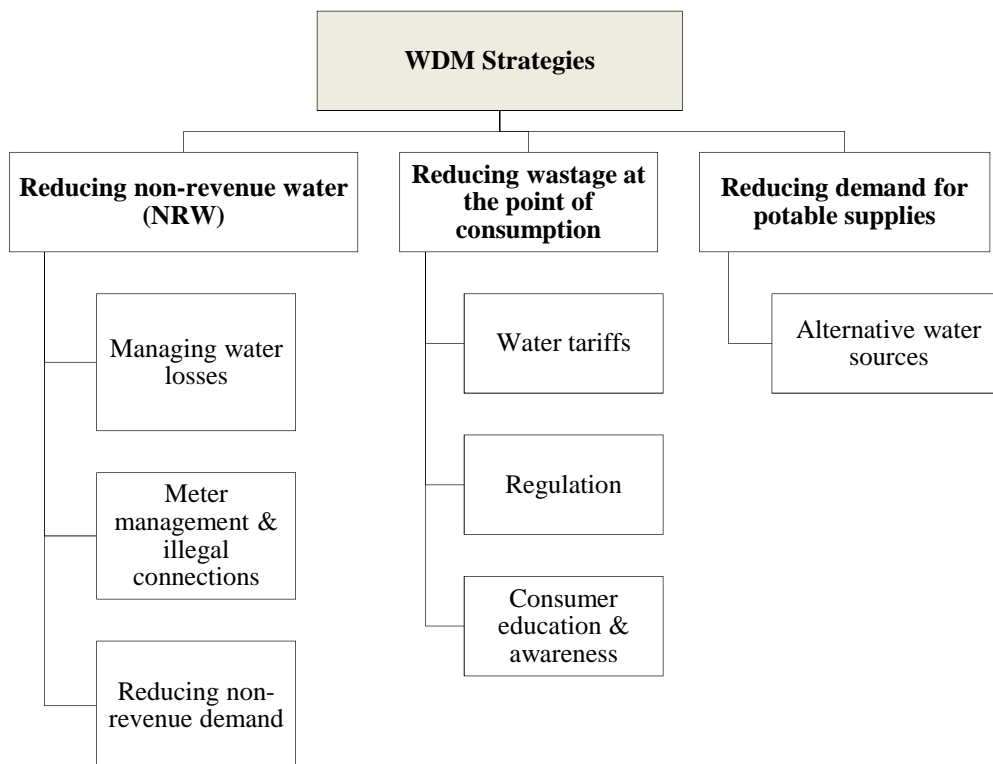 WDM Strategies
Reducing non-revenue water
(NRW)
Managing water
losses
Meter
management &
illegal
connections
Reducing non-
revenue demand
Reducing wastage at
the point of
consumption
Water tariffs
Regulation
Consumer
education &
awareness
Reducing demand for
potable supplies
Alternative water
sources